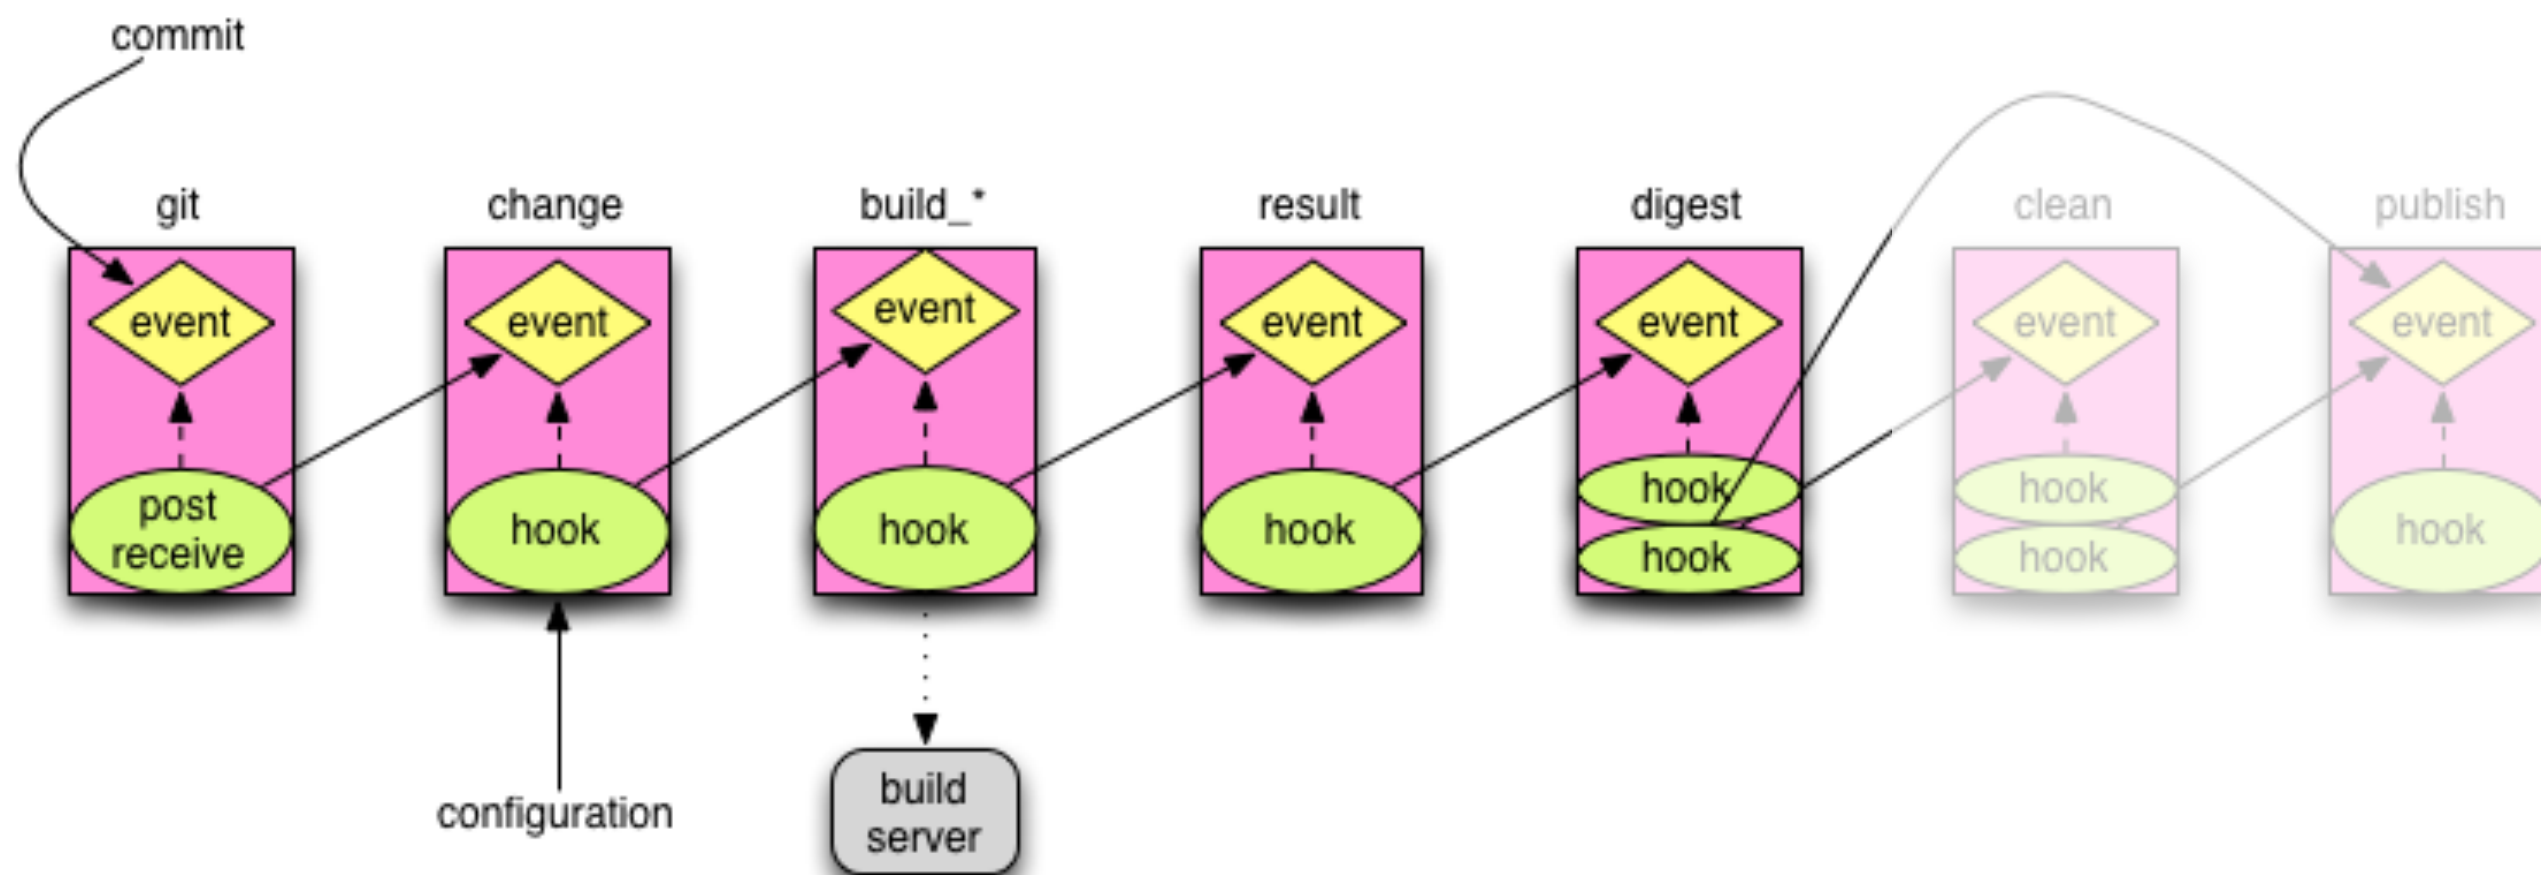 commit
git
change
build_*
result
digest
clean
publish
event
event
event
event
event
event
event
post
receive
hook
hook
hook
hook
hook
hook
hook
hook
configuration
build
server